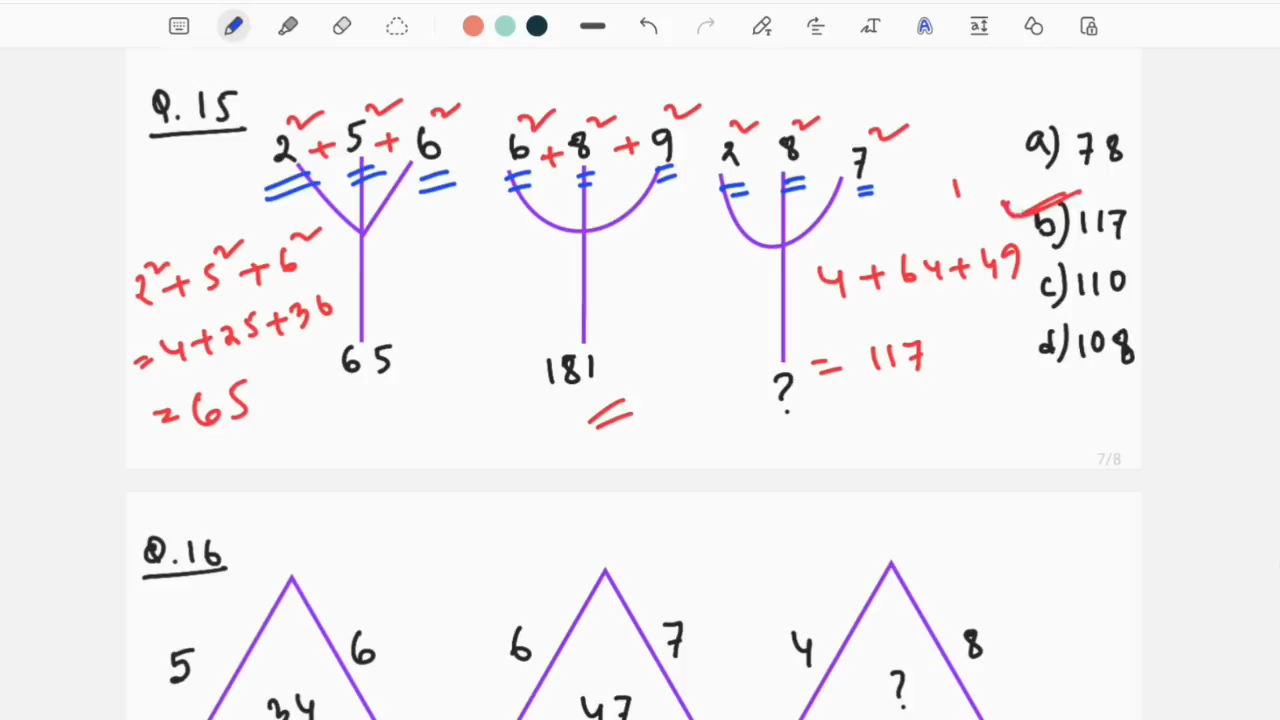 Q.15
2² + 5² + 6²
6² + 8² + 9²
2² 8² 7²
a) 78
b) 117
c) 110
d) 108
2² + 5² + 6²
= 4 + 25 + 36
= 65
65
181
?
4 + 64 + 49
= 117
7/8
Q.16
5 6
34
6 7
47
4 8
?